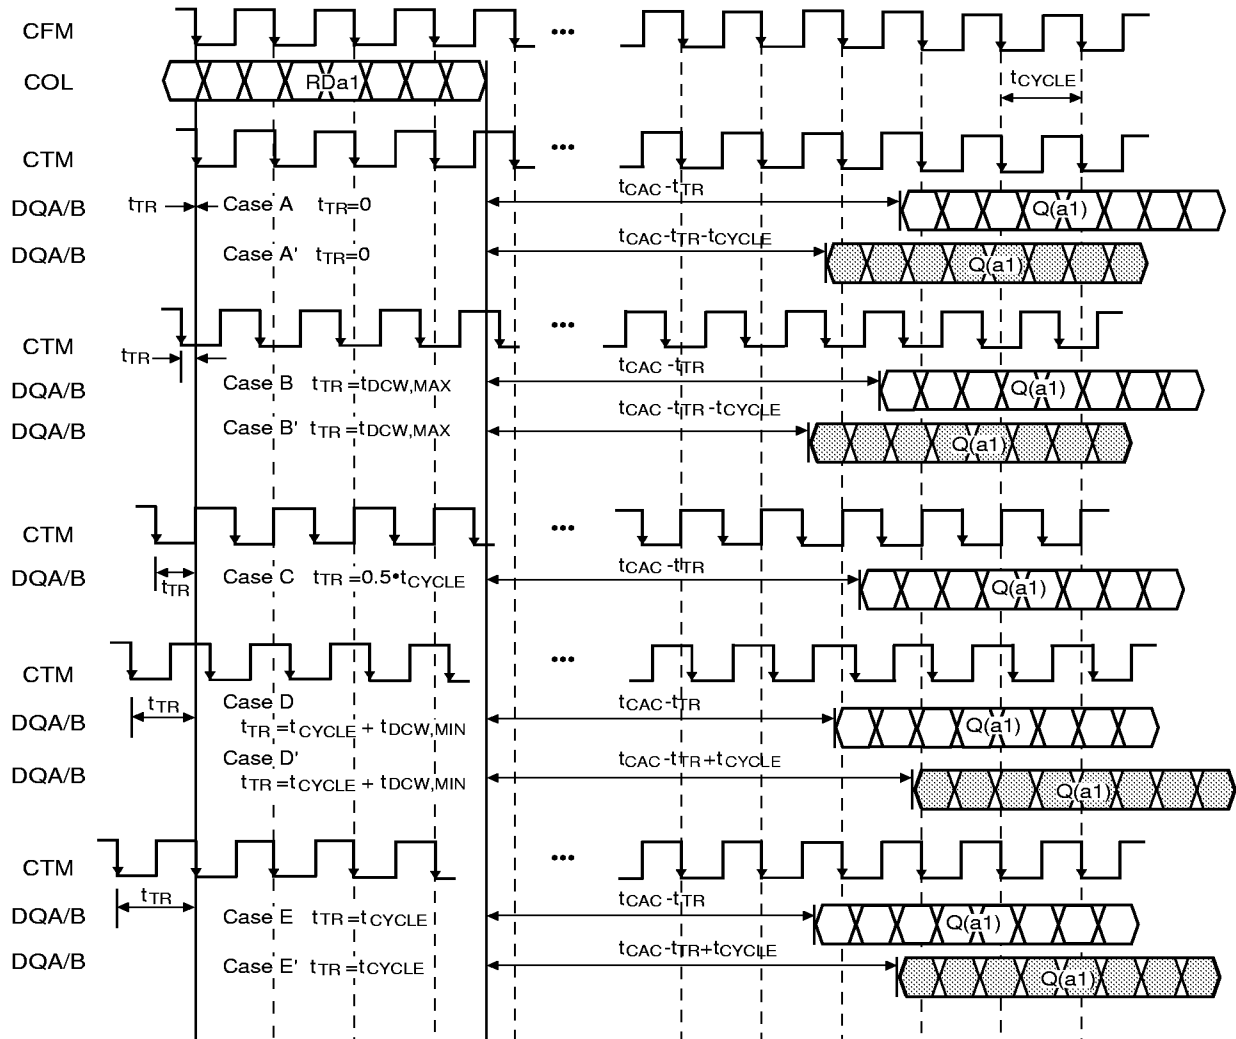 CFM
•••
COL
RDa1
tCYCLE
CTM
•••
DQA/B tTR Case A tTR=0 tCAC-tTR Q(a1)
DQA/B Case A' tTR=0 tCAC-tTR-tCYCLE Q(a1)
CTM
•••
tTR
DQA/B Case B tTR=tDCW,MAX tCAC-tTR Q(a1)
DQA/B Case B' tTR=tDCW,MAX tCAC-tTR-tCYCLE Q(a1)
CTM
•••
DQA/B tTR Case C tTR=0.5•tCYCLE tCAC-tTR Q(a1)
CTM
•••
tTR Case D tCAC-tTR
DQA/B tTR=tCYCLE + tDCW,MIN Q(a1)
Case D' tCAC-tTR+tCYCLE
DQA/B tTR=tCYCLE + tDCW,MIN Q(a1)
CTM
•••
tTR
DQA/B Case E tTR=tCYCLE tCAC-tTR Q(a1)
DQA/B Case E' tTR=tCYCLE tCAC-tTR+tCYCLE Q(a1)